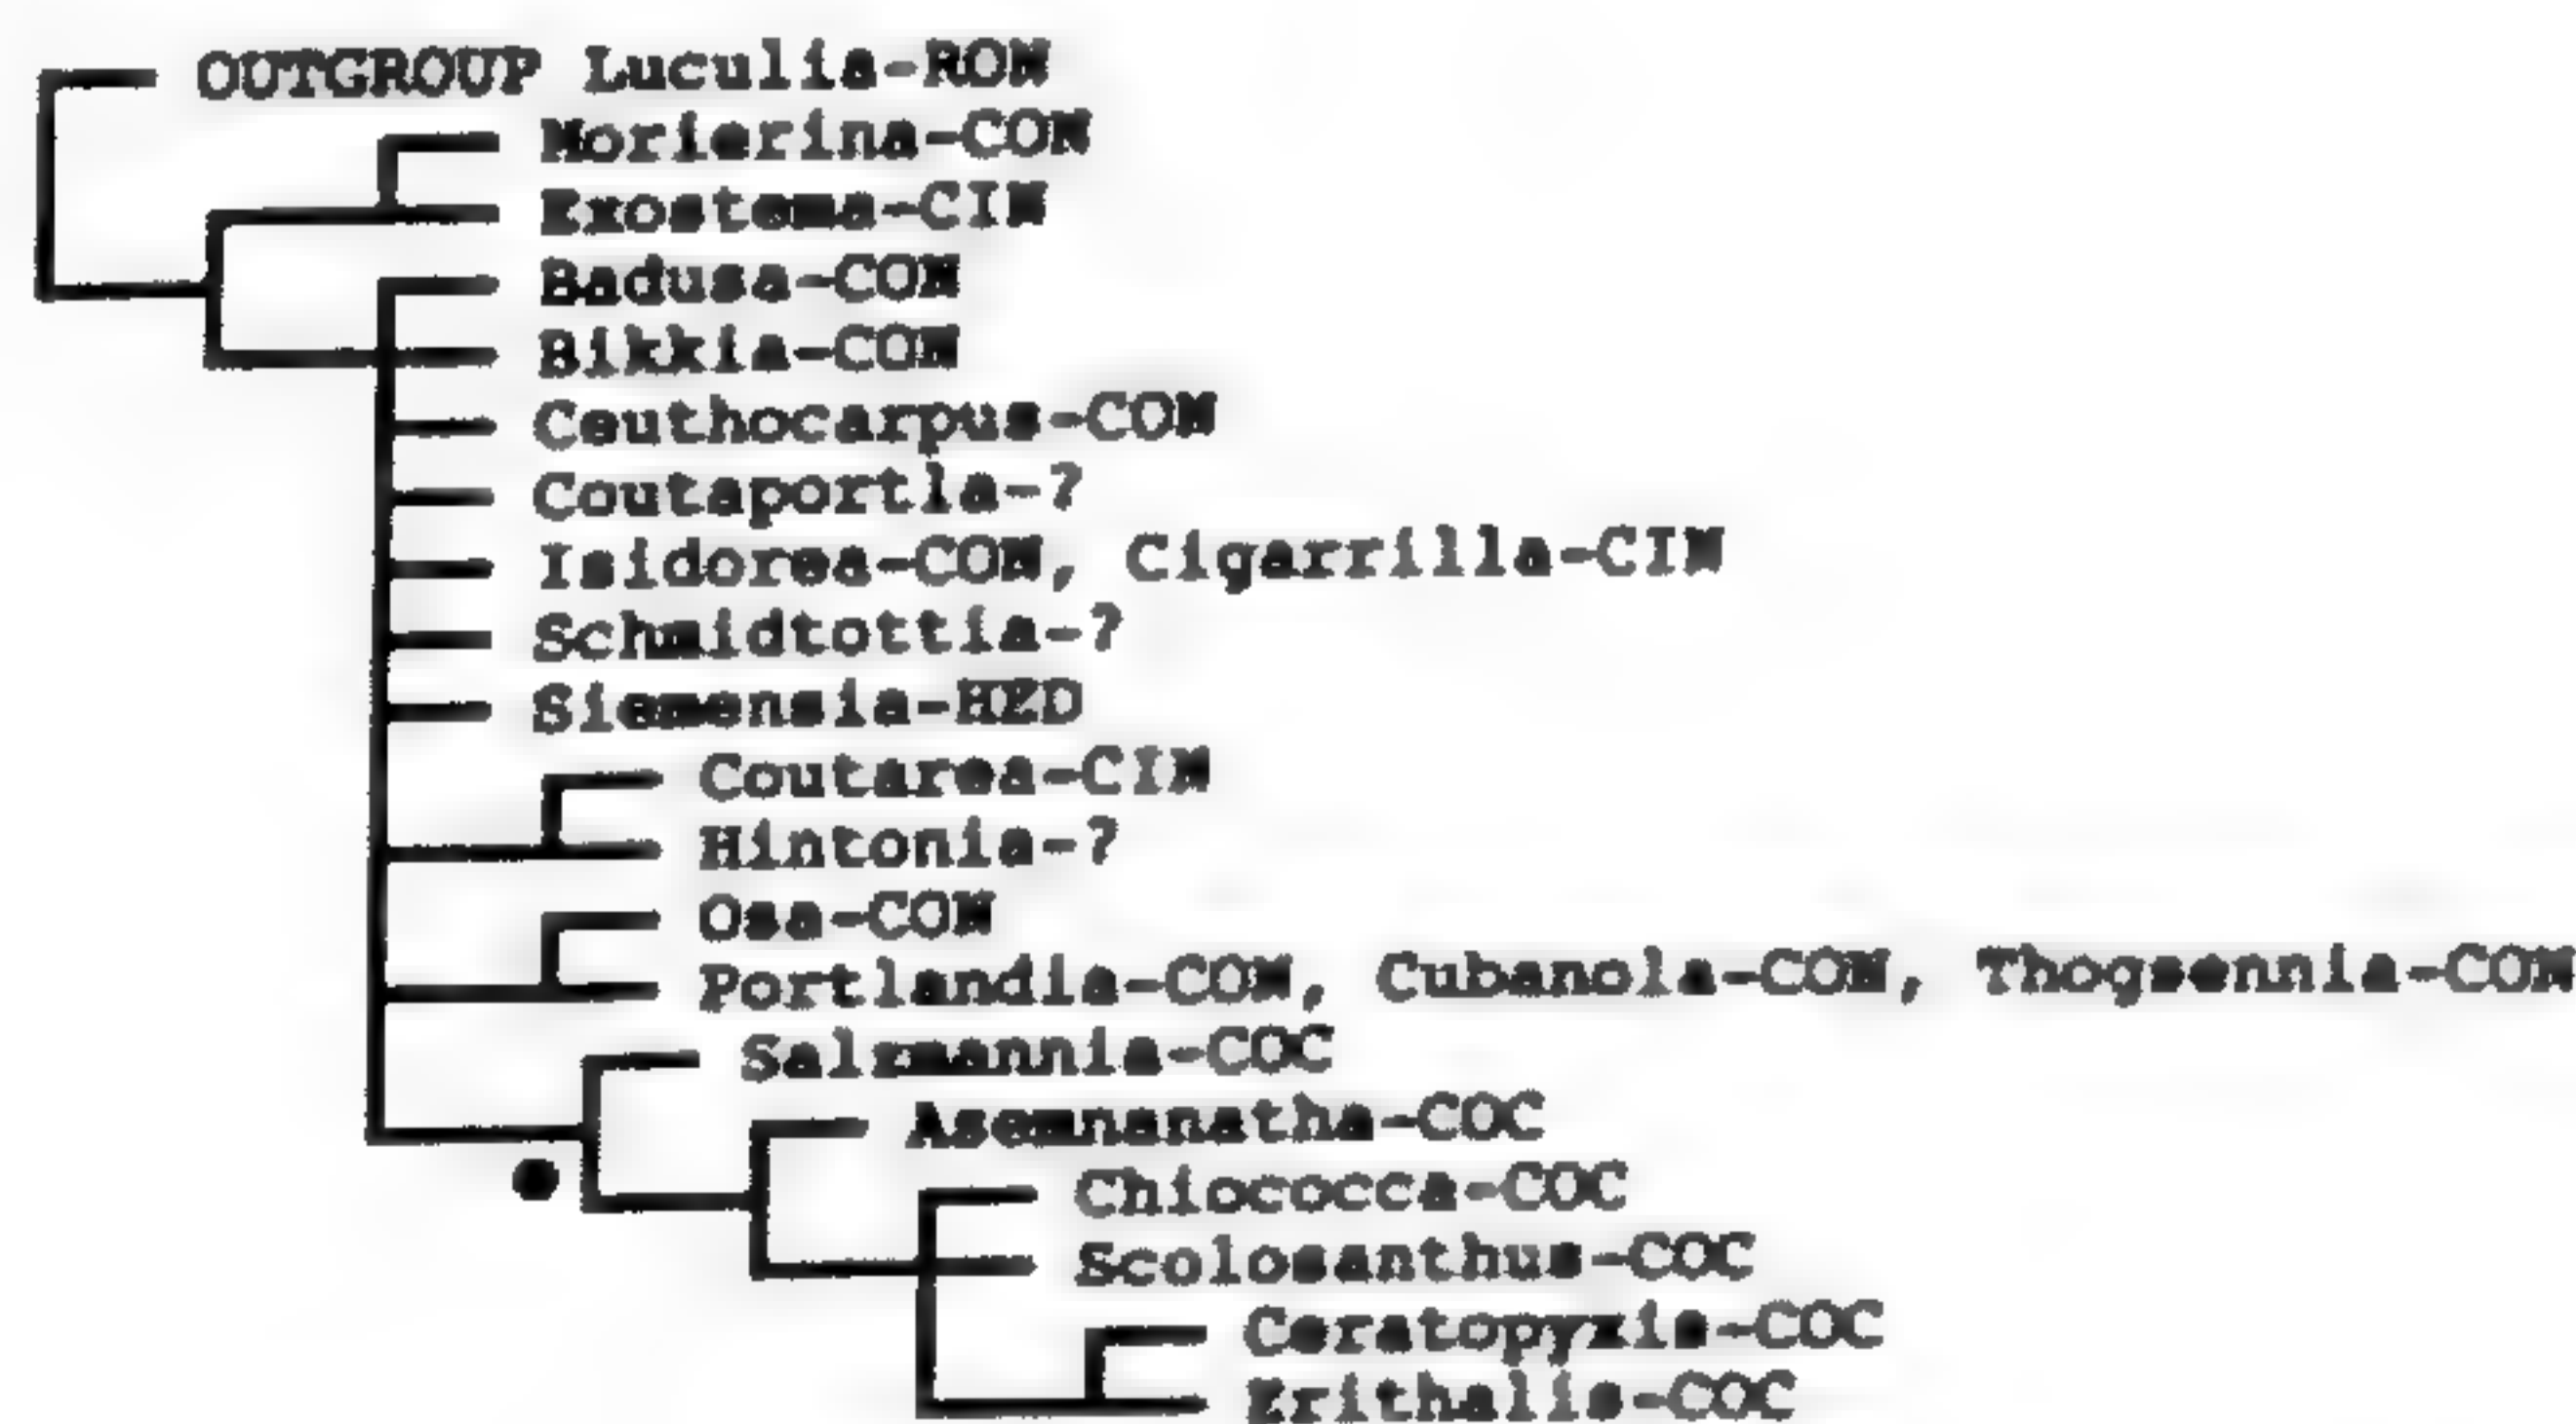 OUTGROUP Luculia-RON
Morierina-CON
Exostema-CIN
Badusa-CON
Bikkia-CON
Ceuthocarpus-CON
Coutaportla-?
Isidorea-CON, Cigarrilla-CIN
Schmidtottia-?
Siemensia-HED
Coutarea-CIN
Hintonia-?
Osa-CON
Portlandia-CON, Cubanola-CON, Thogsennia-CON
Salzmannia-COC
Asemnanatha-COC
Chiococca-COC
Scolosanthus-COC
Ceratopyxis-COC
Erithalis-COC